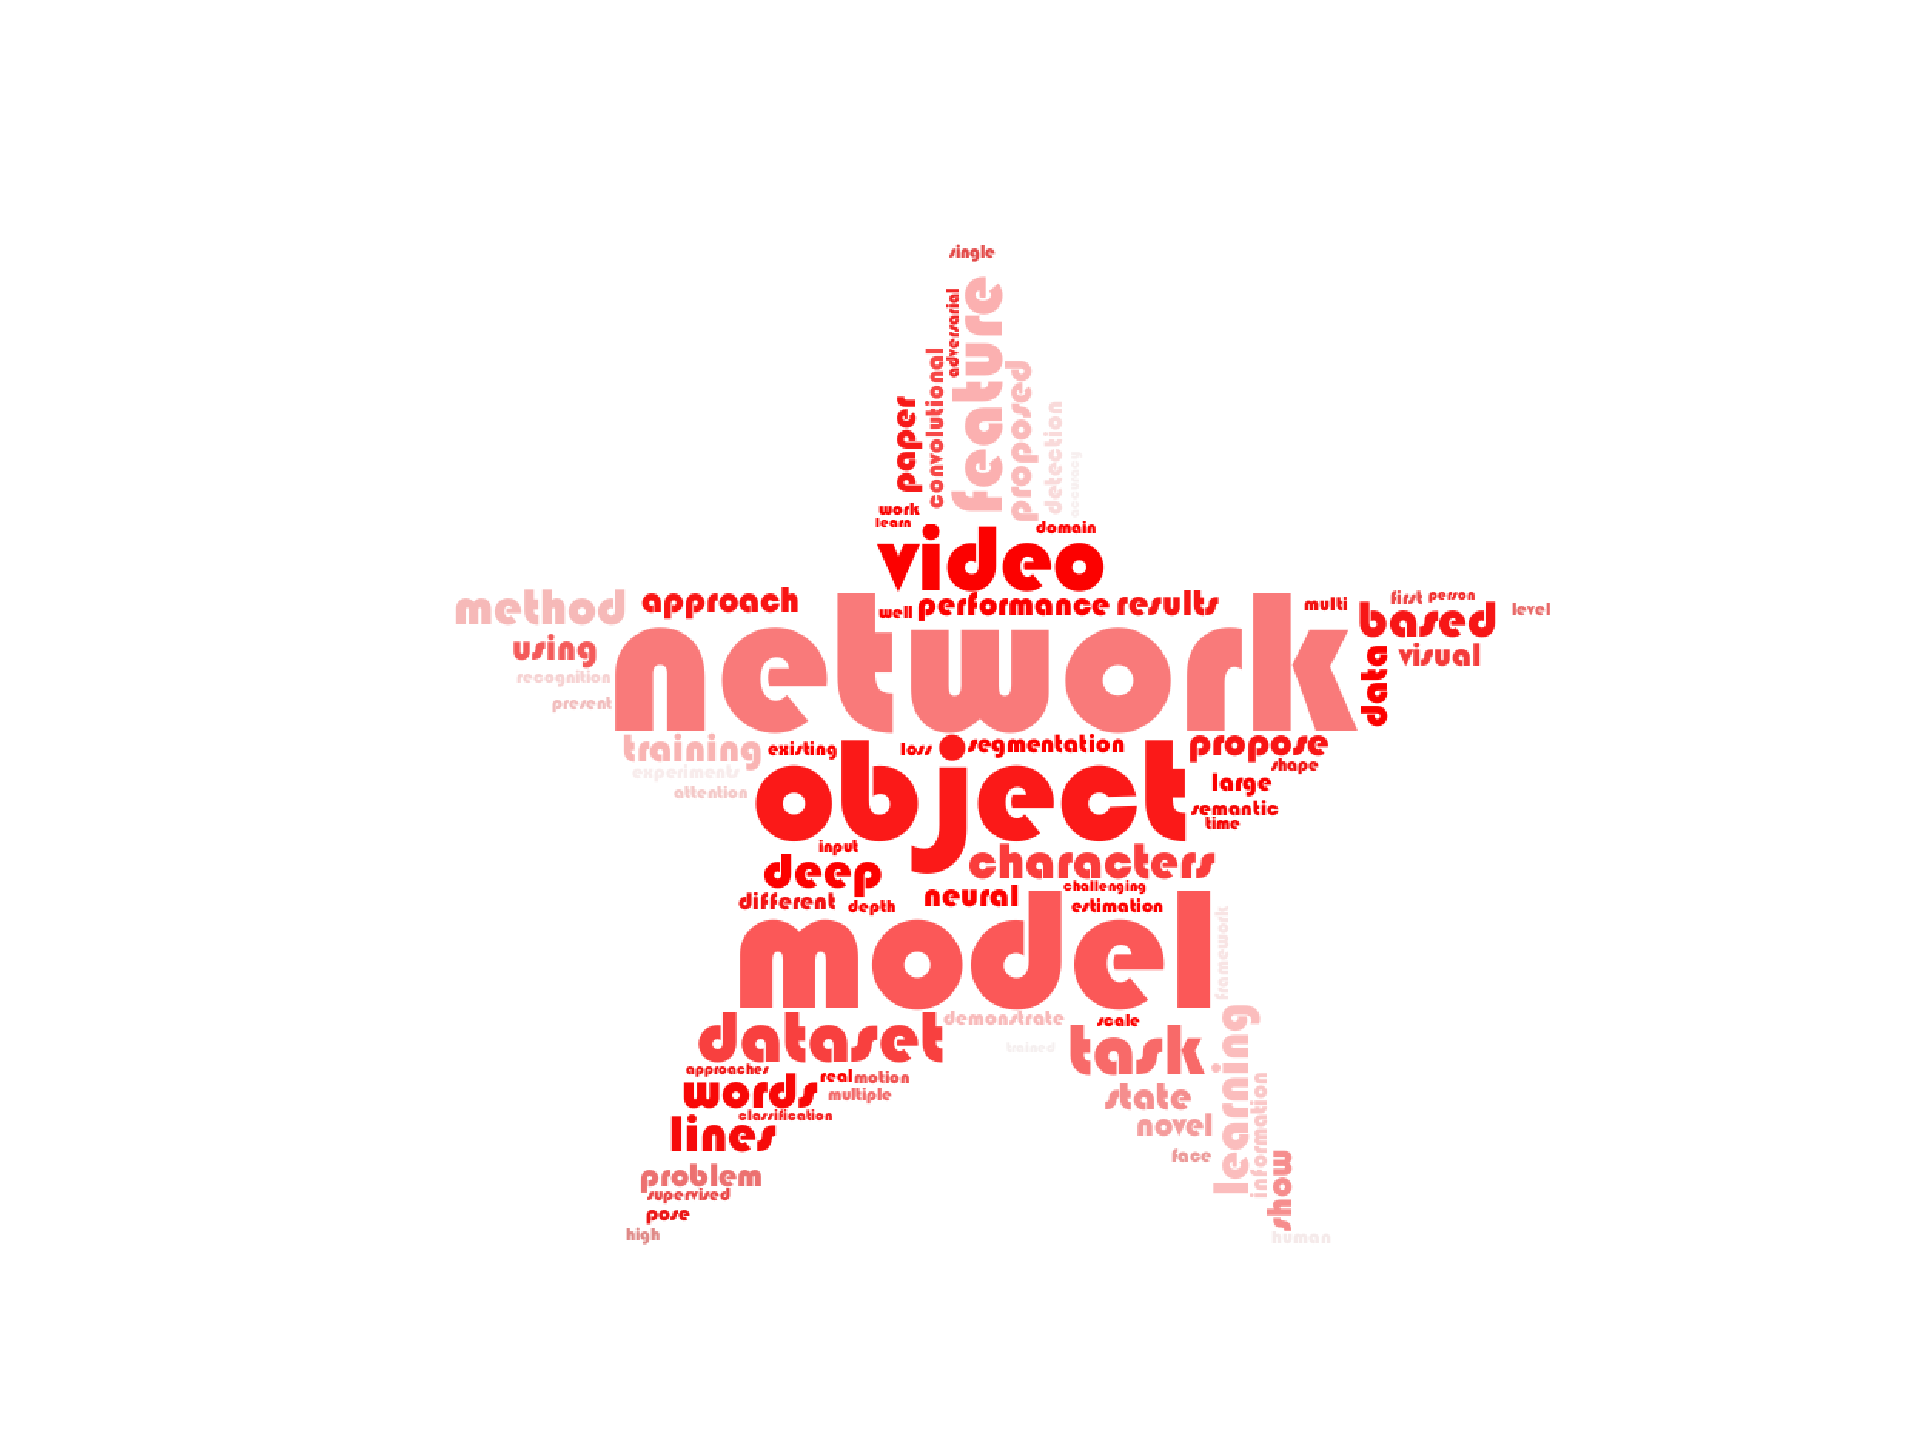 single
feature
adversarial
convolutional
paper
proposed
detection
accuracy
work
learn
domain
video
method
approach
well
performance
results
multi
first
person
level
based
using
network
visual
data
recognition
present
training
existing
loss
segmentation
propose
experiments
shape
attention
object
large
semantic
time
input
characters
deep
neural
challenging
different
depth
estimation
model
framework
dataset
demonstrate
scale
task
learning
trained
approaches
real
motion
words
multiple
state
classification
information
lines
novel
face
show
problem
supervised
pose
high
human